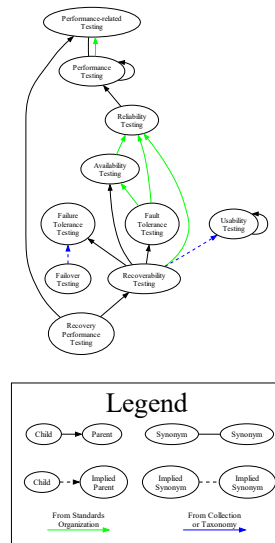 Performance-related
Testing
Performance
Testing
Reliability
Testing
Availability
Testing
Failure
Tolerance
Testing
Fault
Tolerance
Testing
Usability
Testing
Failover
Testing
Recoverability
Testing
Recovery
Performance
Testing
Legend
Child
Parent
Synonym
Synonym
Child
Implied
Parent
Implied
Synonym
Implied
Synonym
From Standards
Organization
From Collection
or Taxonomy